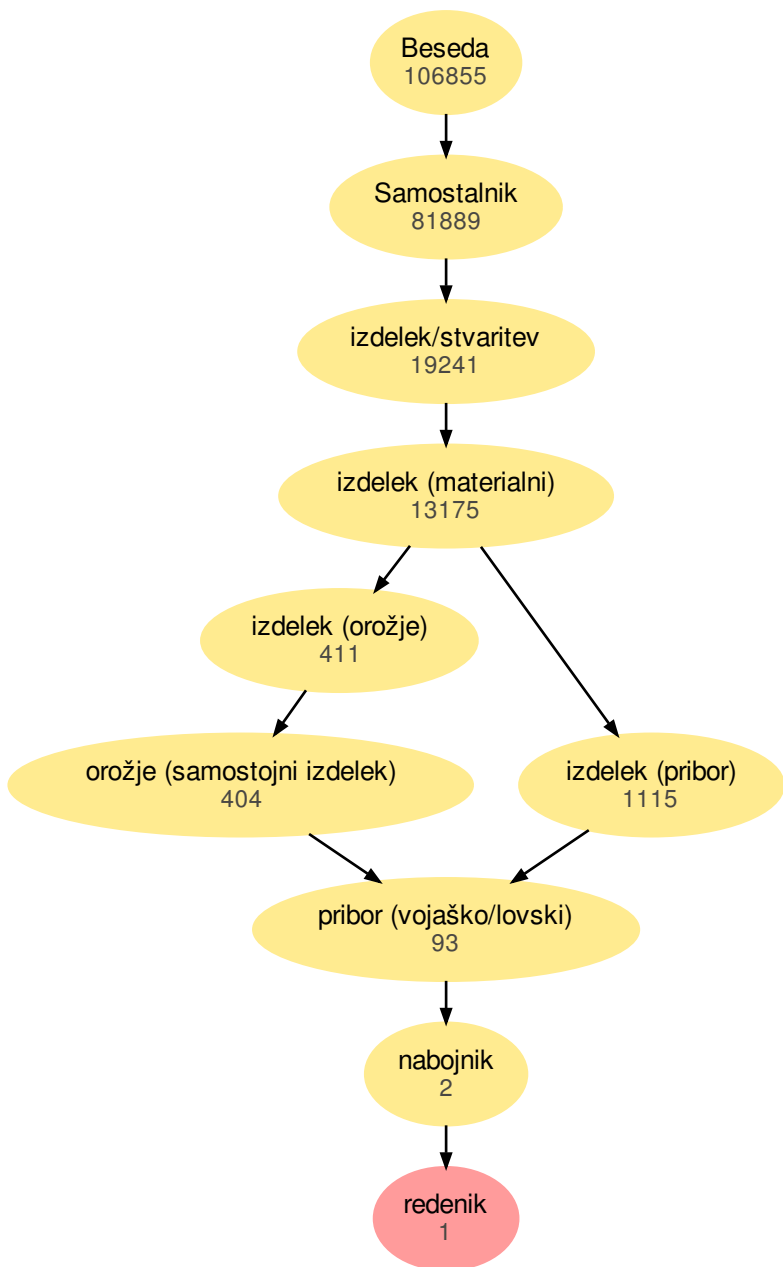 Beseda
106855
Samostalnik
81889
izdelek/stvaritev
19241
izdelek (materialni)
13175
izdelek (orožje)
411
orožje (samostojni izdelek)
404
izdelek (pribor)
1115
pribor (vojaško/lovski)
93
nabojnik
2
redenik
1